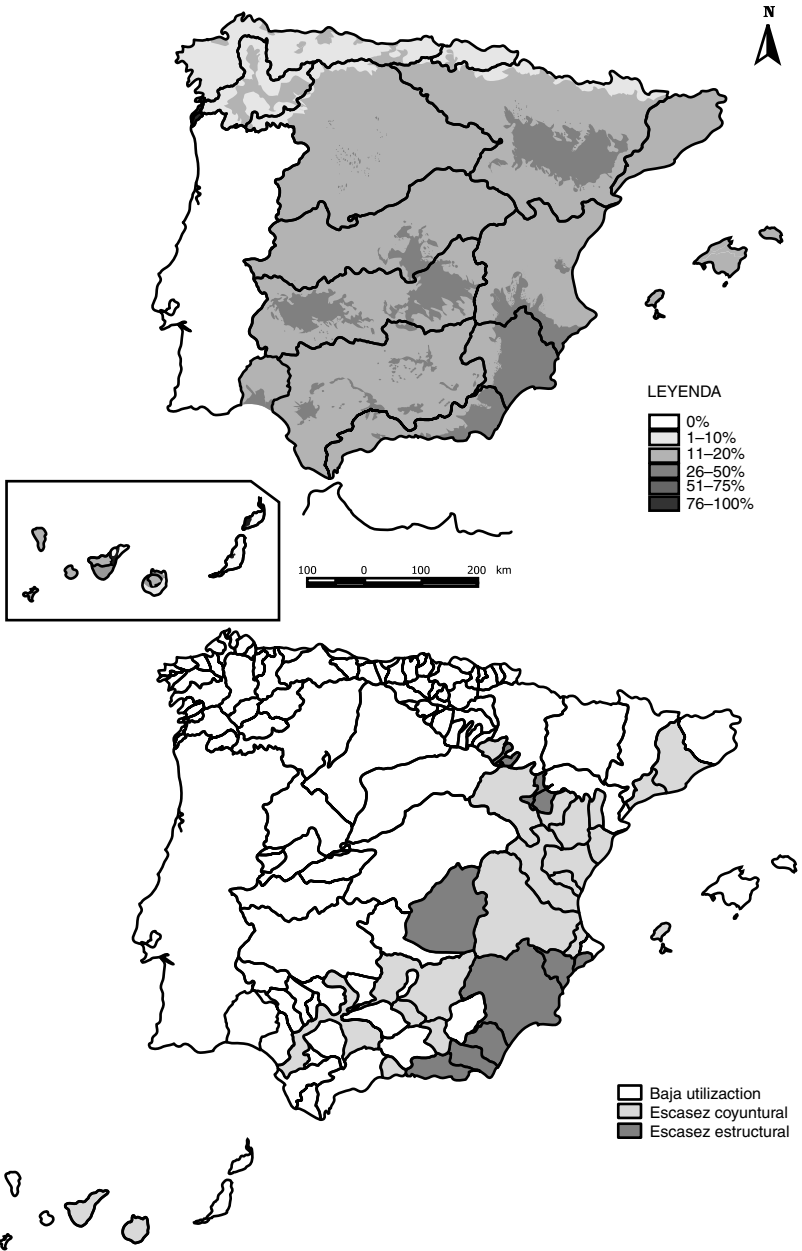 N
LEYENDA
0%
1–10%
11–20%
26–50%
51–75%
76–100%
100 0 100 200 km
Baja utilizaction
Escasez coyuntural
Escasez estructural